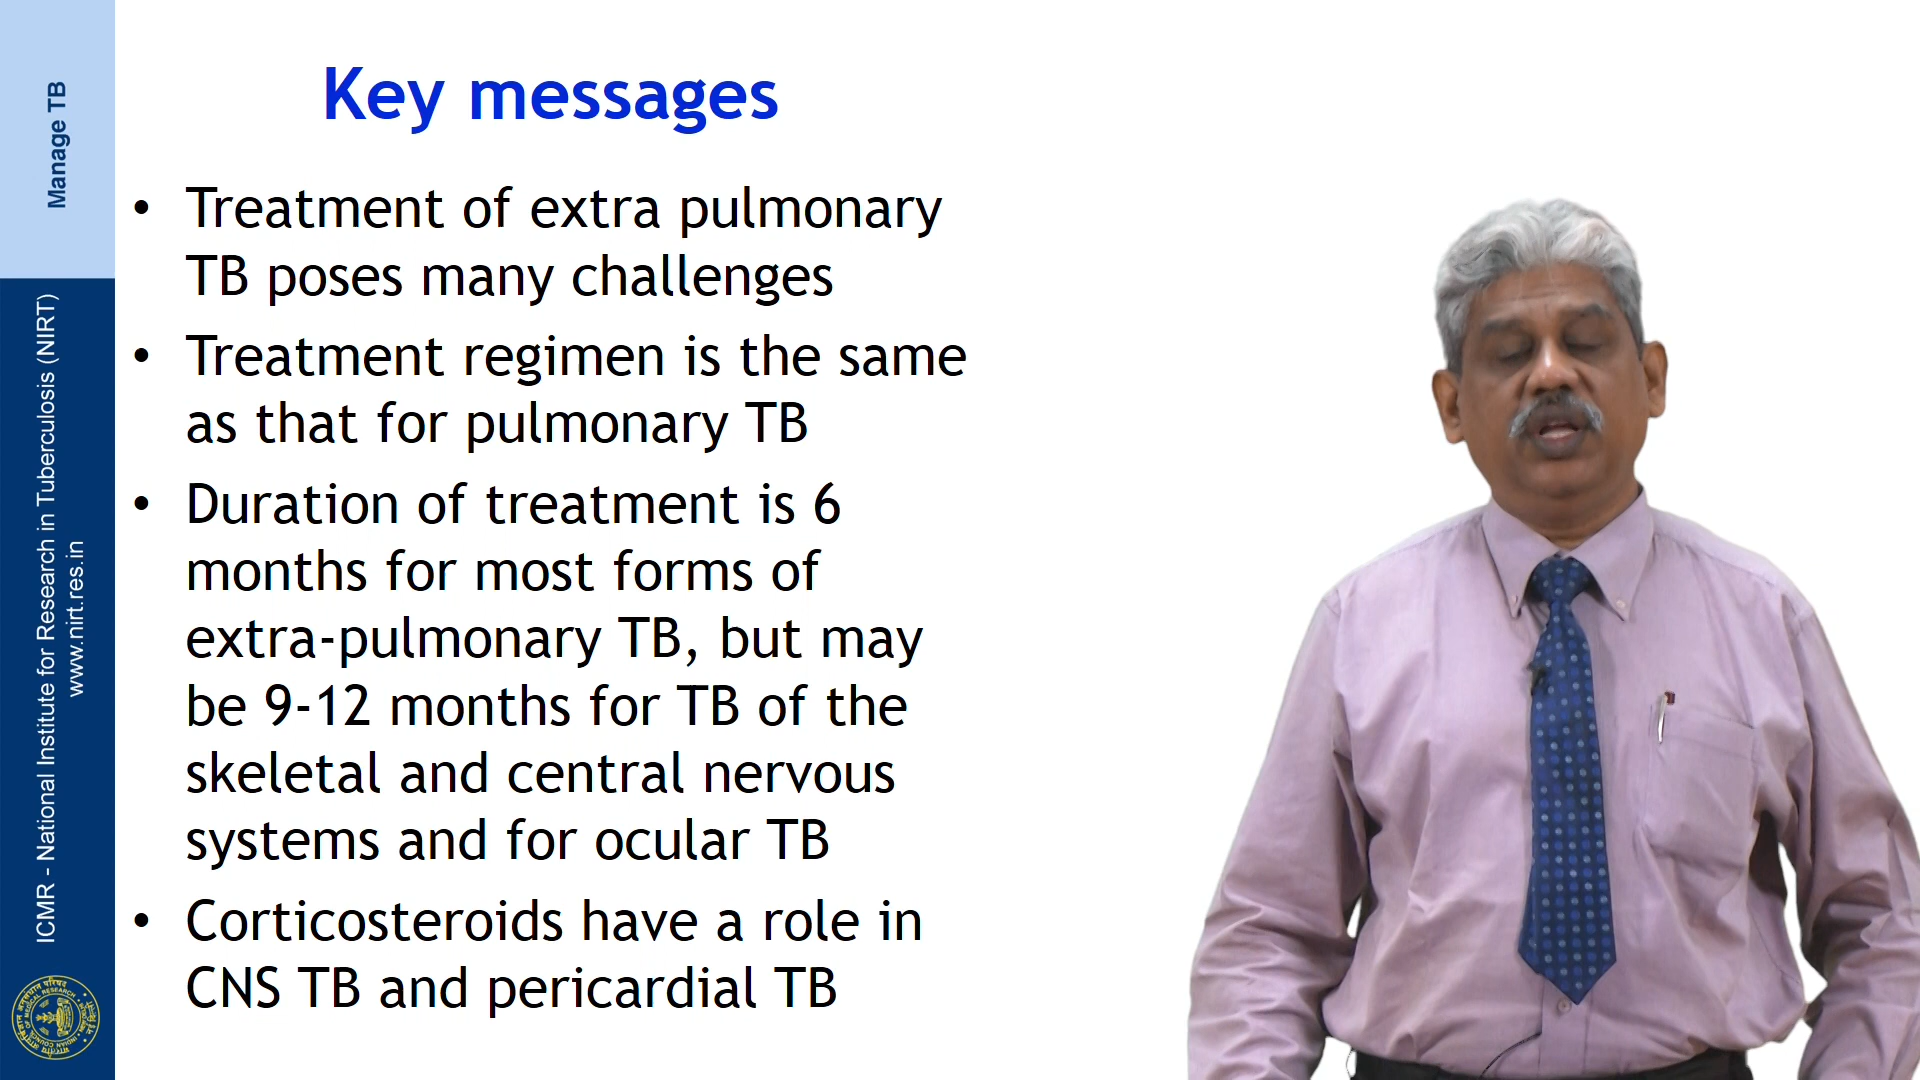 Manage TB
ICMR - National Institute for Research in Tuberculosis (NIRT)
www.nirt.res.in
Key messages
• Treatment of extra pulmonary
TB poses many challenges
• Treatment regimen is the same
as that for pulmonary TB
• Duration of treatment is 6
months for most forms of
extra-pulmonary TB, but may
be 9-12 months for TB of the
skeletal and central nervous
systems and for ocular TB
• Corticosteroids have a role in
CNS TB and pericardial TB